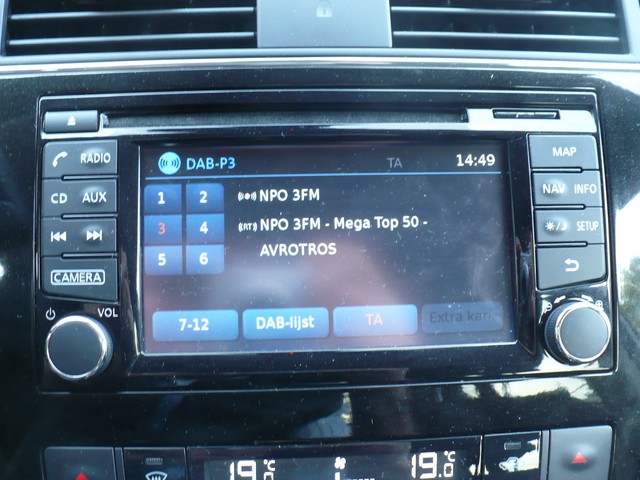 RADIO
CD AUX
CAMERA
VOL
DAB-P3 TA 14:49
1 2 NPO 3FM
3 4 NPO 3FM - Mega Top 50 -
AVROTROS
5 6
7-12 DAB-lijst TA Extra kan.
MAP
NAV INFO
SETUP
19.0 °C
19.0 °C